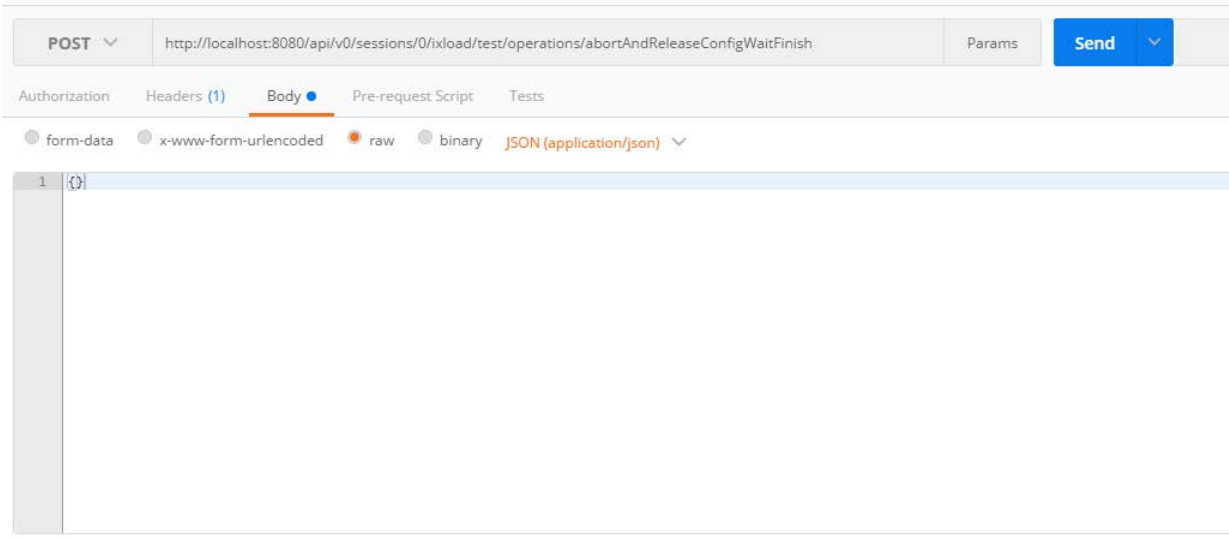 POST http://localhost:8080/api/v0/sessions/0/ixload/test/operations/abortAndReleaseConfigWaitFinish Params Send
Authorization Headers (1) Body Pre-request Script Tests
form-data x-www-form-urlencoded raw binary JSON (application/json)
1 {}